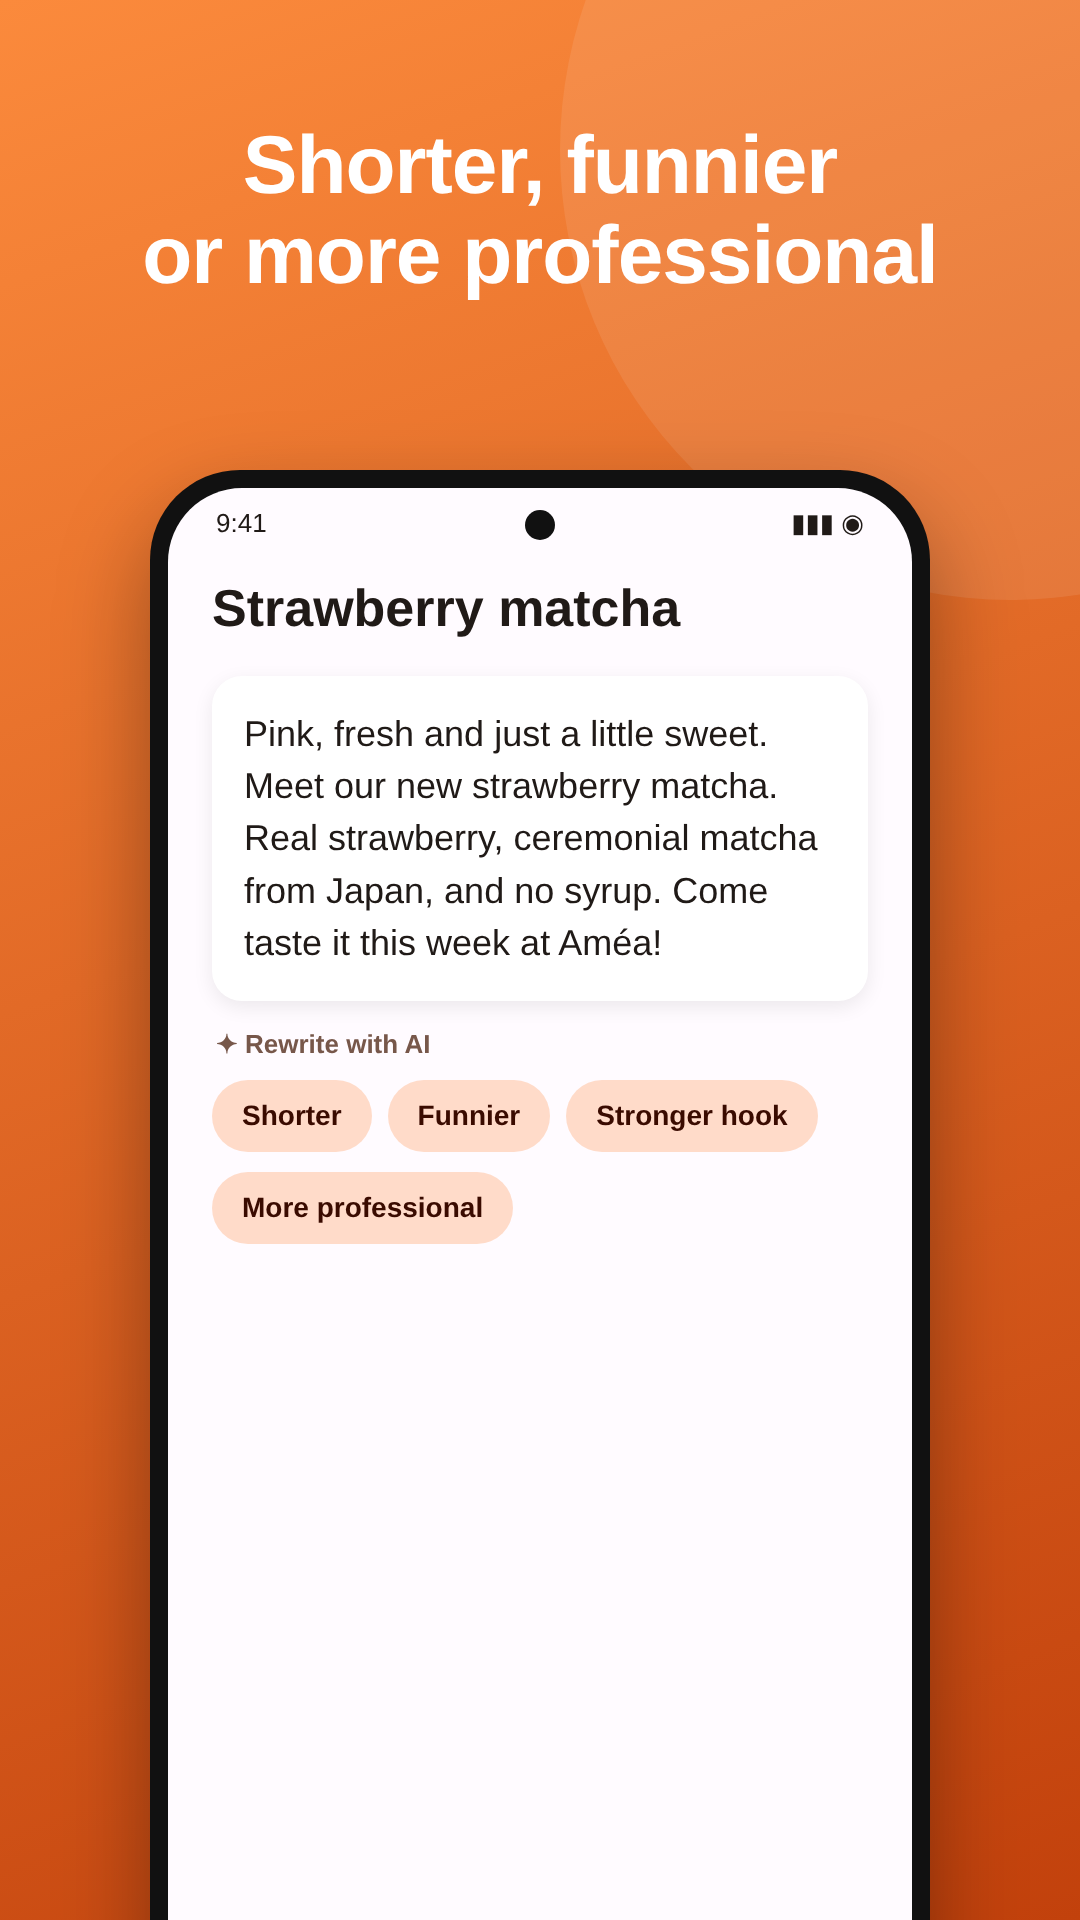 Shorter, funnier
or more professional
9:41
Strawberry matcha
Pink, fresh and just a little sweet.
Meet our new strawberry matcha.
Real strawberry, ceremonial matcha
from Japan, and no syrup. Come
taste it this week at Améa!
✦ Rewrite with AI
Shorter
Funnier
Stronger hook
More professional